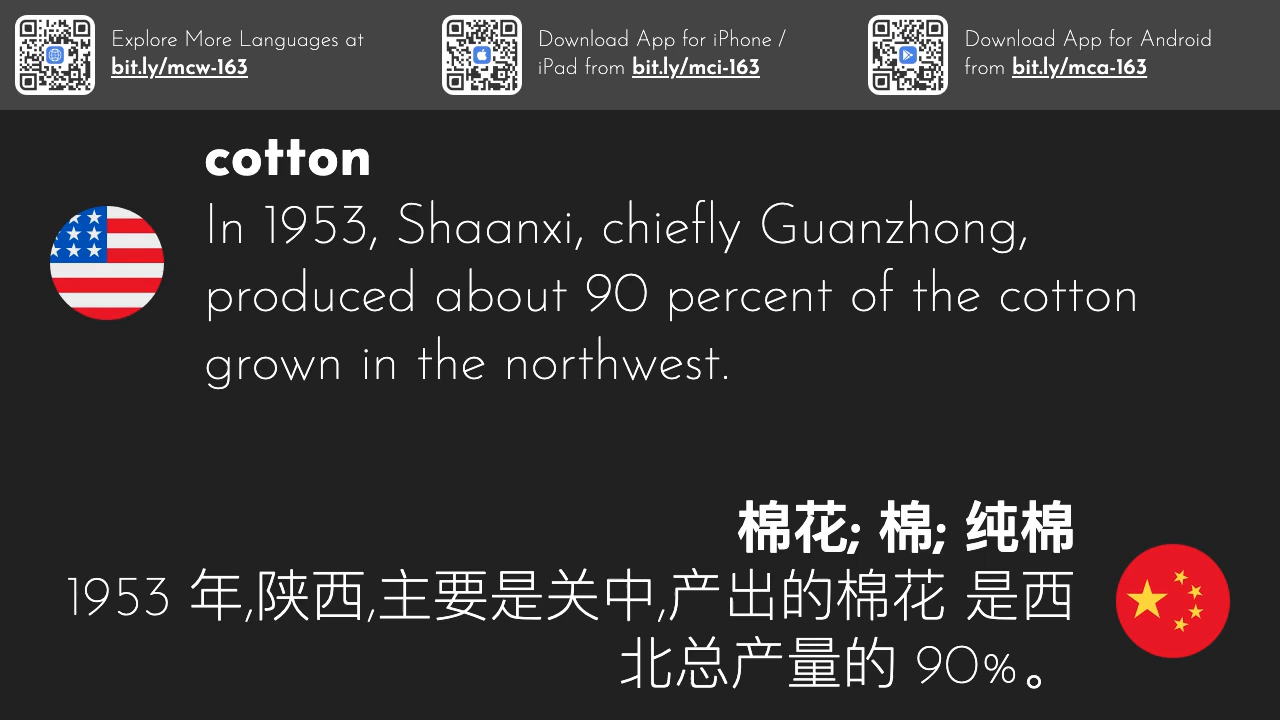 Explore More Languages at
bit.ly/mcw-163
Download App for iPhone /
iPad from bit.ly/mci-163
Download App for Android
from bit.ly/mca-163
cotton
In 1953, Shaanxi, chiefly Guanzhong,
produced about 90 percent of the cotton
grown in the northwest.
棉花; 棉; 纯棉
1953 年,陕西,主要是关中,产出的棉花 是西
北总产量的 90%。